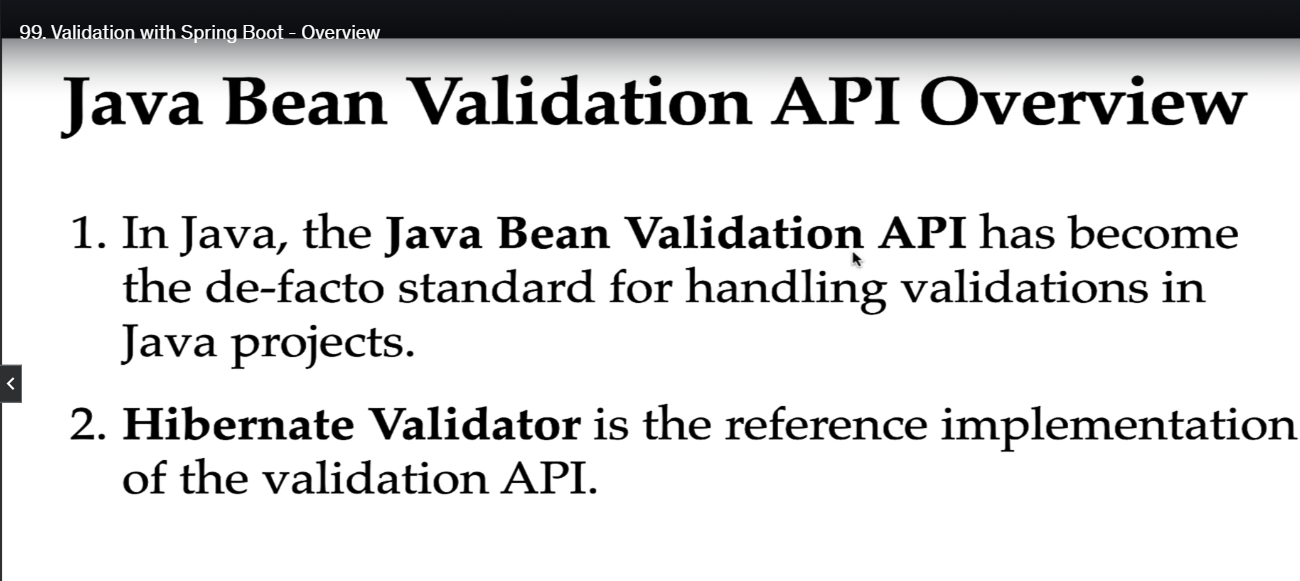 99. Validation with Spring Boot - Overview
Java Bean Validation API Overview
1. In Java, the Java Bean Validation API has become
the de-facto standard for handling validations in
Java projects.
2. Hibernate Validator is the reference implementation
of the validation API.